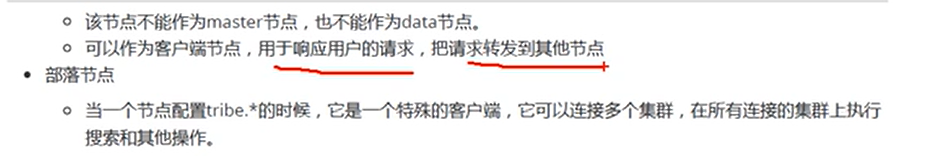 该节点不能作为master节点，也不能作为data节点。
可以作为客户端节点，用于响应用户的请求，把请求转发到其他节点
部落节点
当一个节点配置tribe.*的时候，它是一个特殊的客户端，它可以连接多个集群，在所有连接的集群上执行
搜索和其他操作。